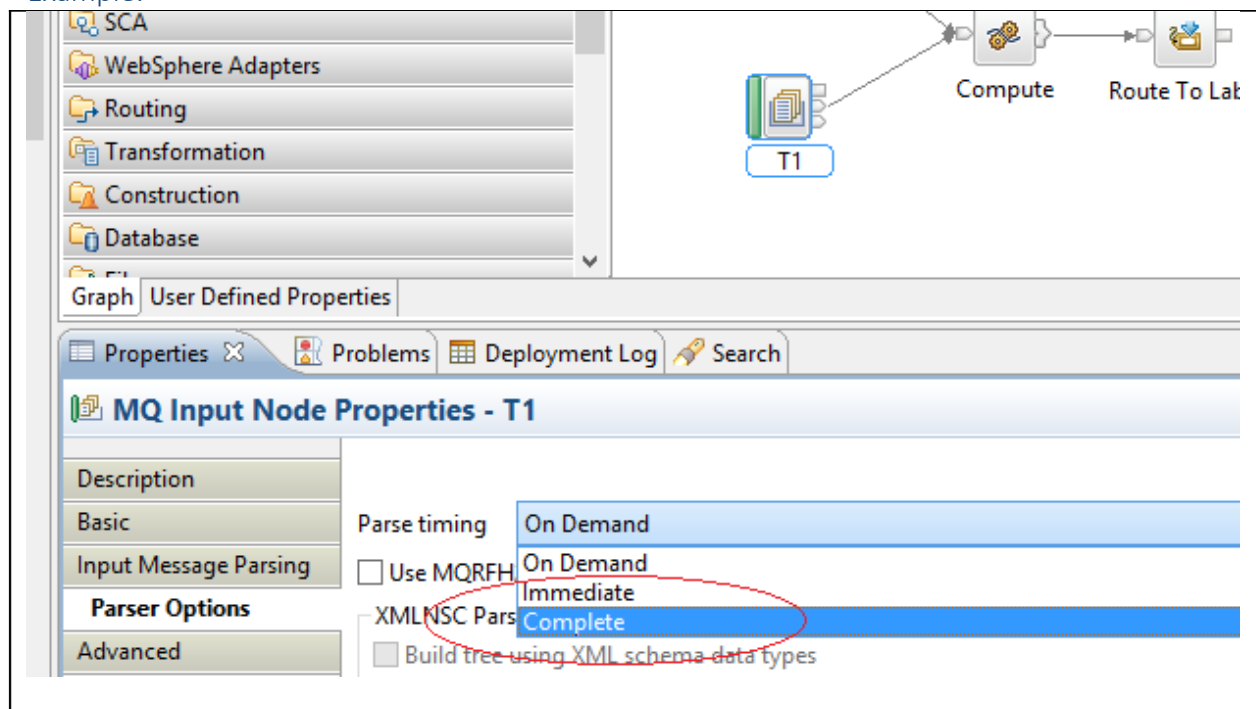 Example:
SCA
WebSphere Adapters
Routing
Transformation
Construction
Database
Compute
Route To Lab
T1
Graph
User Defined Properties
Properties
Problems
Deployment Log
Search
MQ Input Node Properties - T1
Description
Basic
Input Message Parsing
Parser Options
Advanced
Parse timing On Demand
On Demand
Immediate
Complete
Use MQRFH
XMLNSC Pars
Build tree using XML schema data types